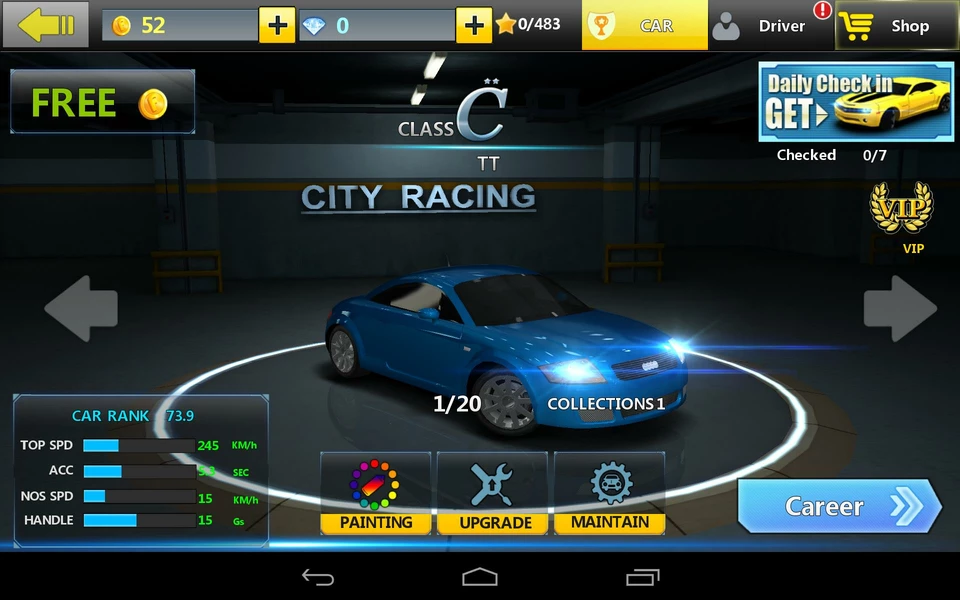 52
0
0/483
CAR
Driver
Shop
FREE
Daily Check in
GET
Checked 0/7
CLASS C
TT
CITY RACING
VIP
VIP
1/20
COLLECTIONS 1
CAR RANK 73.9
TOP SPD 245 KM/h
ACC SEC
NOS SPD 15 KM/h
HANDLE 15 Gs
PAINTING
UPGRADE
MAINTAIN
Career